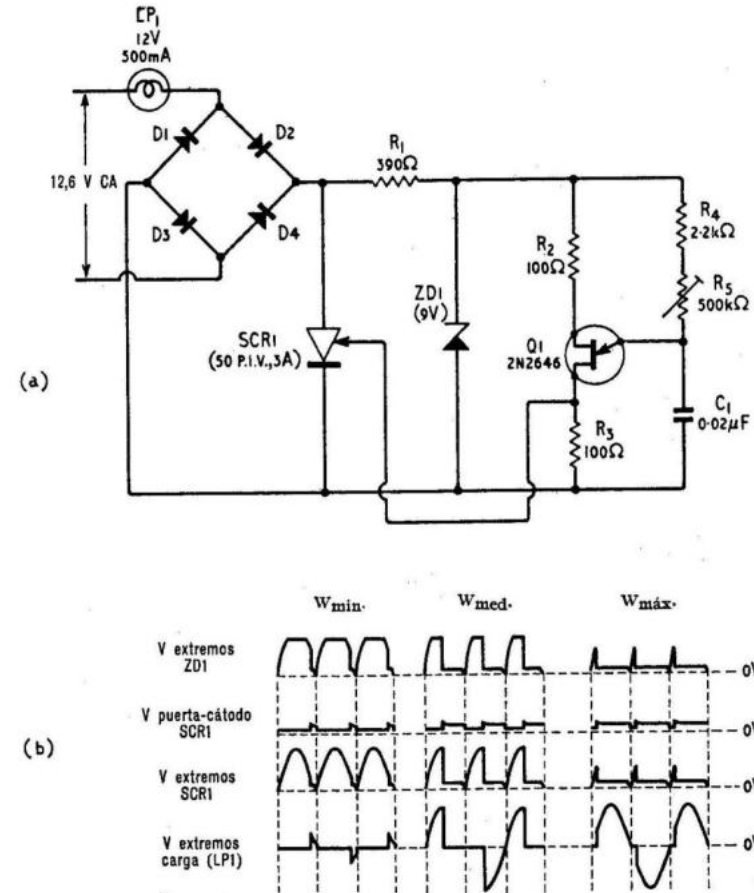 LP1
12V
500mA
D1
D2
12,6 V CA
D3
D4
R1
390Ω
SCR1
(50 P.I.V.,3A)
ZD1
(9V)
R2
100Ω
Q1
2N2646
R3
100Ω
R4
2·2kΩ
R5
500kΩ
C1
0·02µF
(a)
Wmín.
Wmed.
Wmáx.
V extremos
ZD1
0V
V puerta-cátodo
SCR1
0V
(b)
V extremos
SCR1
0V
V extremos
carga (LP1)
0V